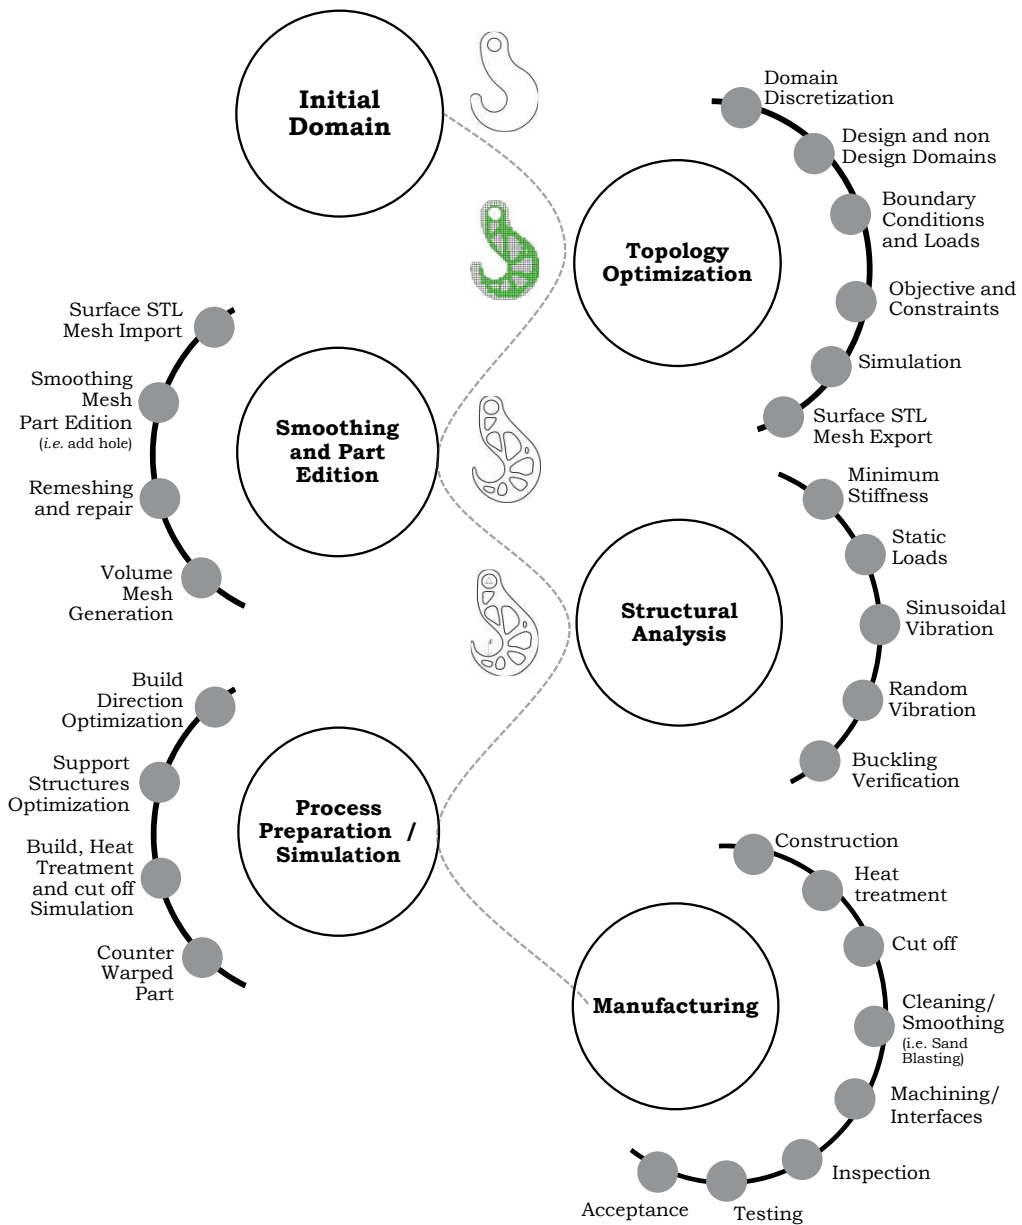 Initial
Domain
Domain
Discretization
Design and non
Design Domains
Boundary
Conditions
and Loads
Topology
Optimization
Objective and
Constraints
Simulation
Surface STL
Mesh Export
Surface STL
Mesh Import
Smoothing
Mesh
Part Edition
(i.e. add hole)
Remeshing
and repair
Volume
Mesh
Generation
Smoothing
and Part
Edition
Minimum
Stiffness
Static
Loads
Sinusoidal
Vibration
Random
Vibration
Buckling
Verification
Structural
Analysis
Build
Direction
Optimization
Support
Structures
Optimization
Build, Heat
Treatment
and cut off
Simulation
Counter
Warped
Part
Process
Preparation /
Simulation
Construction
Heat
treatment
Cut off
Cleaning/
Smoothing
(i.e. Sand
Blasting)
Machining/
Interfaces
Inspection
Testing
Acceptance
Manufacturing